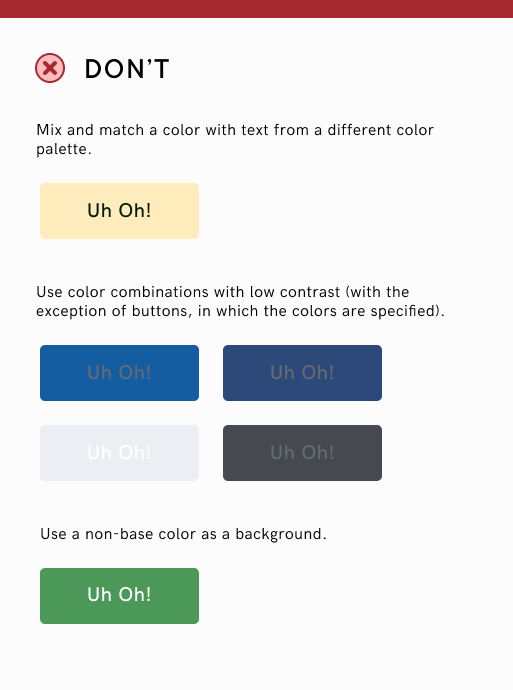 DON’T
Mix and match a color with text from a different color
palette.
Uh Oh!
Use color combinations with low contrast (with the
exception of buttons, in which the colors are specified).
Uh Oh! Uh Oh!
Uh Oh! Uh Oh!
Use a non-base color as a background.
Uh Oh!